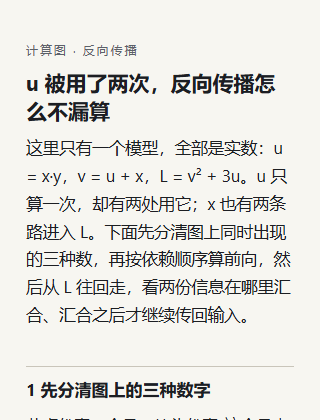 计算图 · 反向传播
u 被用了两次，反向传播怎
么不漏算
这里只有一个模型，全部是实数：u
= x·y，v = u + x，L = v² + 3u。u 只
算一次，却有两处用它；x 也有两条
路进入 L。下面先分清图上同时出现
的三种数，再按依赖顺序算前向，然
后从 L 往回走，看两份信息在哪里汇
合、汇合之后才继续传回输入。
1 先分清图上的三种数字